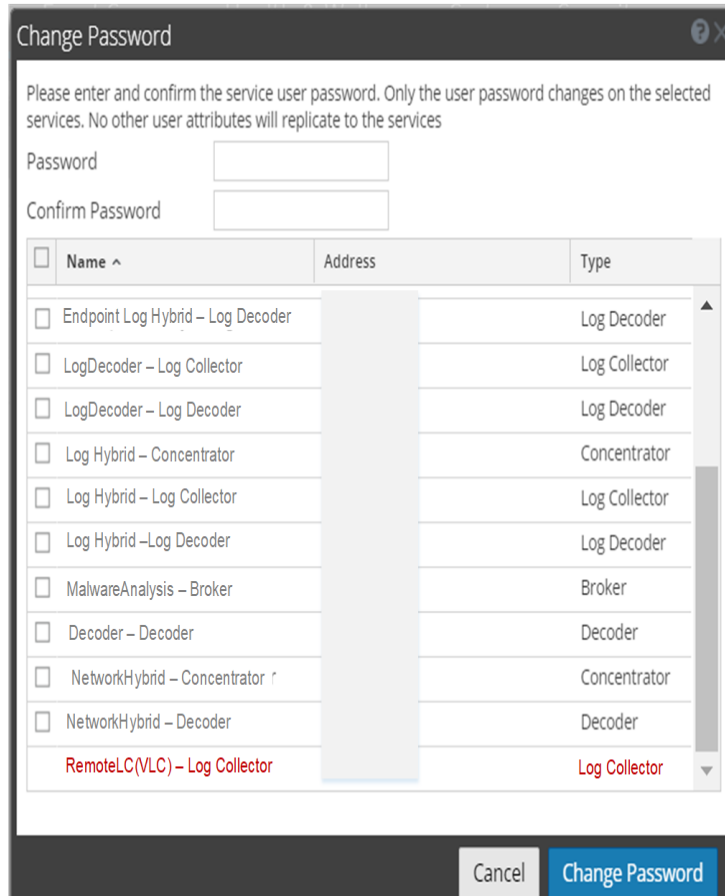 Change Password
?
Please enter and confirm the service user password. Only the user password changes on the selected
services. No other user attributes will replicate to the services
Password
Confirm Password
Name Address Type
Endpoint Log Hybrid – Log Decoder Log Decoder
LogDecoder – Log Collector Log Collector
LogDecoder – Log Decoder Log Decoder
Log Hybrid – Concentrator Concentrator
Log Hybrid – Log Collector Log Collector
Log Hybrid –Log Decoder Log Decoder
MalwareAnalysis – Broker Broker
Decoder – Decoder Decoder
NetworkHybrid – Concentrator Concentrator
NetworkHybrid – Decoder Decoder
RemoteLC(VLC) – Log Collector Log Collector
Cancel Change Password